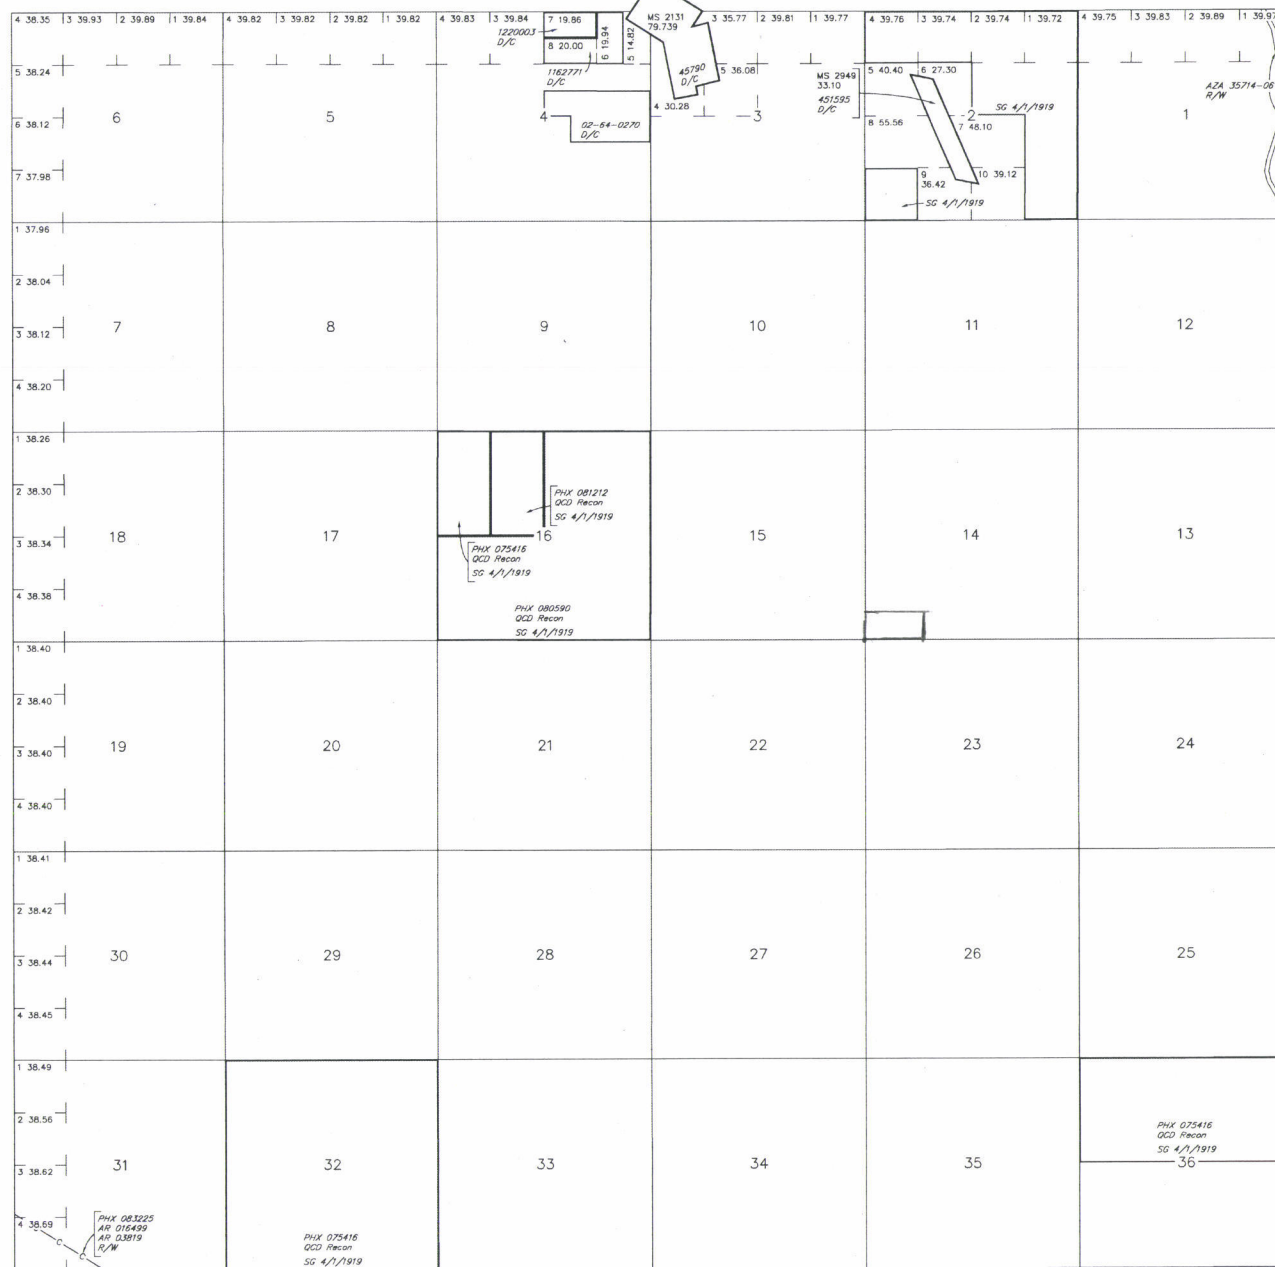 4 38.35 3 39.93 2 39.89 1 39.84 4 39.82 3 39.82 2 39.82 1 39.82 4 39.83 3 39.84 7 19.86 MS 2131 3 35.77 2 39.81 1 39.77 4 39.76 3 39.74 2 39.74 1 39.72 4 39.75 3 39.83 2 39.89 1 39.97
79.739
1220003
D/C
8 20.00
6 19.94
5 14.82
5 38.24
1162771
D/C
45790
D/C
5 36.08
MS 2949
33.10
451595
D/C
5 40.40 6 27.30
AZA 35714-06
R/W
4 30.28
SG 4/1/1919
6 38.12 6 5 4 3 2 1
02-64-0270
D/C
8 55.56 7 48.10
7 37.98
9
36.42
10 39.12
SG 4/1/1919
1 37.96
2 38.04
3 38.12 7 8 9 10 11 12
4 38.20
1 38.26
2 38.30
PHX 081212
QCD Recon
SG 4/1/1919
3 38.34 18 17 16 15 14 13
PHX 075416
QCD Recon
SG 4/1/1919
4 38.38
PHX 080590
QCD Recon
SG 4/1/1919
1 38.40
2 38.40
3 38.40 19 20 21 22 23 24
4 38.40
1 38.41
2 38.42
3 38.44 30 29 28 27 26 25
4 38.45
1 38.49
2 38.56
PHX 075416
QCD Recon
SG 4/1/1919
3 38.62 31 32 33 34 35 36
4 38.69
PHX 083225
AR 016499
AR 03819
R/W
C
C
PHX 075416
QCD Recon
SG 4/1/1919